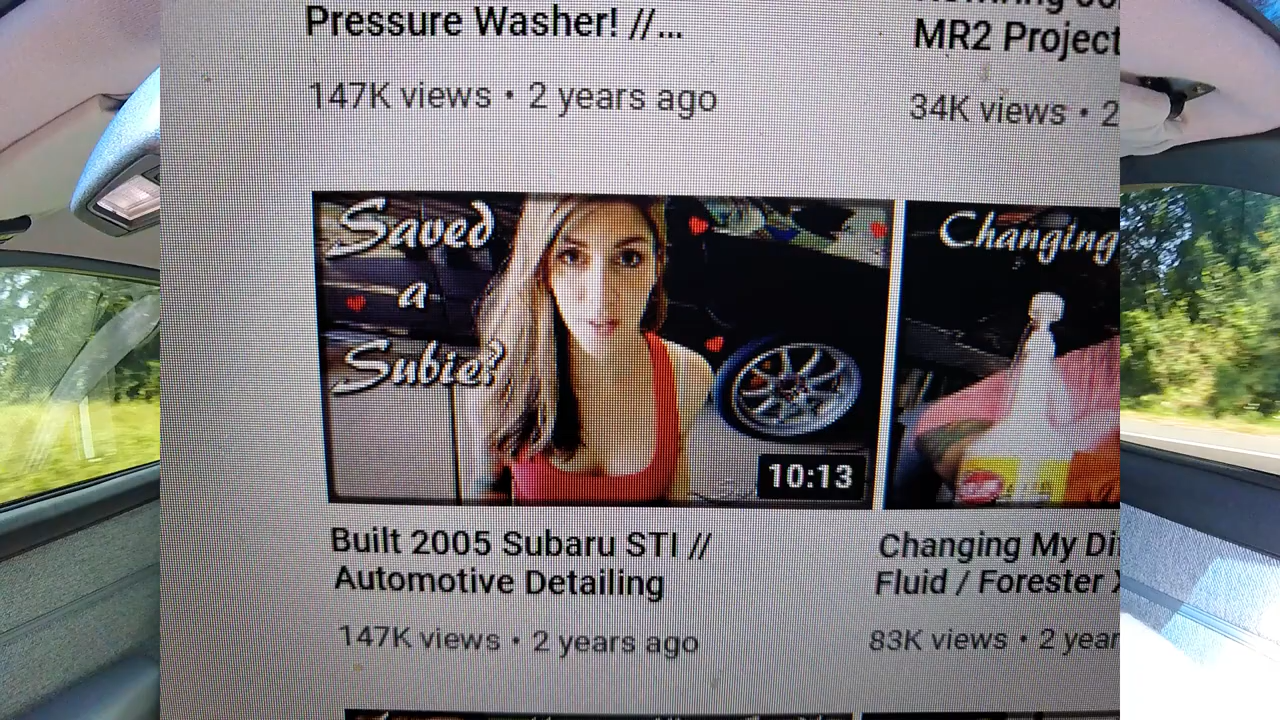 Pressure Washer! //...
MR2 Project
147K views • 2 years ago
34K views • 2
Saved
a
Subie?
10:13
Changing
Built 2005 Subaru STI //
Automotive Detailing
147K views • 2 years ago
Changing My Di
Fluid / Forester X
83K views • 2 year